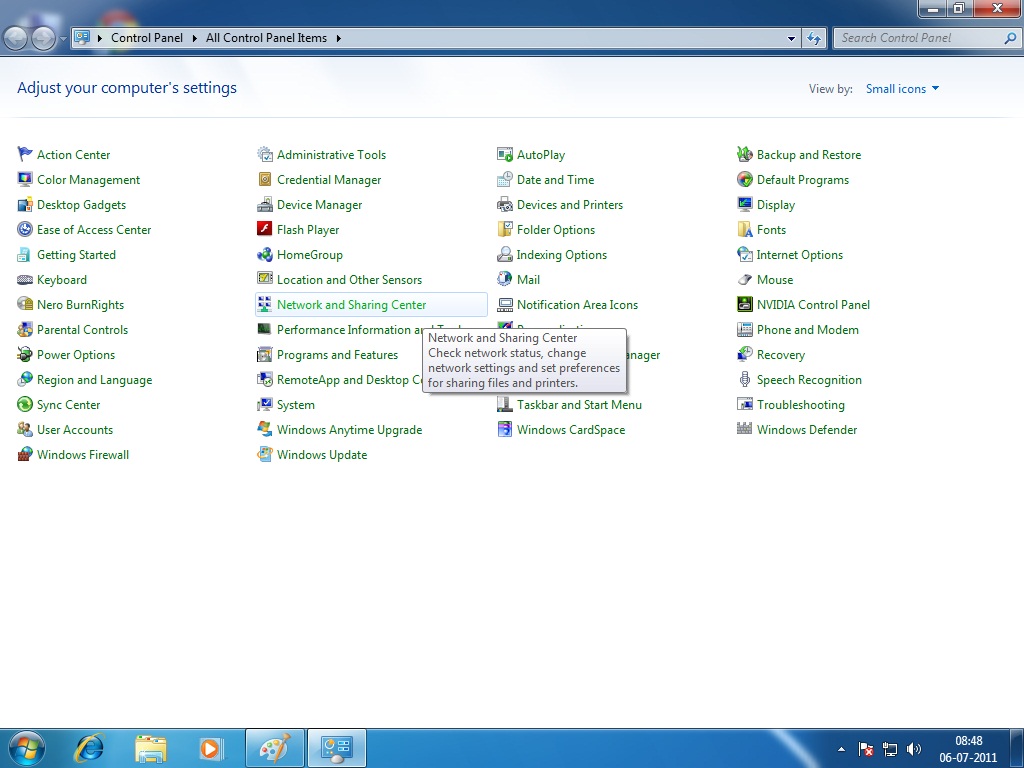 Control Panel
All Control Panel Items
Search Control Panel
Adjust your computer's settings
View by:
Small icons
Action Center
Administrative Tools
AutoPlay
Backup and Restore
Color Management
Credential Manager
Date and Time
Default Programs
Desktop Gadgets
Device Manager
Devices and Printers
Display
Ease of Access Center
Flash Player
Folder Options
Fonts
Getting Started
HomeGroup
Indexing Options
Internet Options
Keyboard
Location and Other Sensors
Mail
Mouse
Nero BurnRights
Network and Sharing Center
Notification Area Icons
NVIDIA Control Panel
Parental Controls
Performance Information
Phone and Modem
Network and Sharing Center
Check network status, change
network settings and set preferences
for sharing files and printers.
Power Options
Programs and Features
Recovery
Region and Language
RemoteApp and Desktop
Speech Recognition
Sync Center
System
Taskbar and Start Menu
Troubleshooting
User Accounts
Windows Anytime Upgrade
Windows CardSpace
Windows Defender
Windows Firewall
Windows Update
08:48
06-07-2011